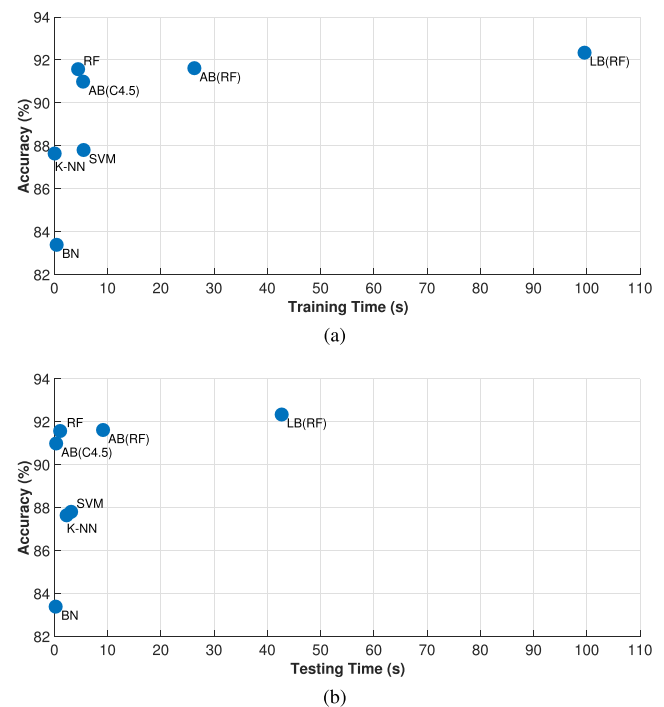 94
92
90
88
86
84
82
Accuracy (%)
RF
AB(C4.5)
AB(RF)
LB(RF)
SVM
K-NN
BN
0 10 20 30 40 50 60 70 80 90 100 110
Training Time (s)
(a)
94
92
90
88
86
84
82
Accuracy (%)
RF
AB(C4.5)
AB(RF)
LB(RF)
SVM
K-NN
BN
0 10 20 30 40 50 60 70 80 90 100 110
Testing Time (s)
(b)